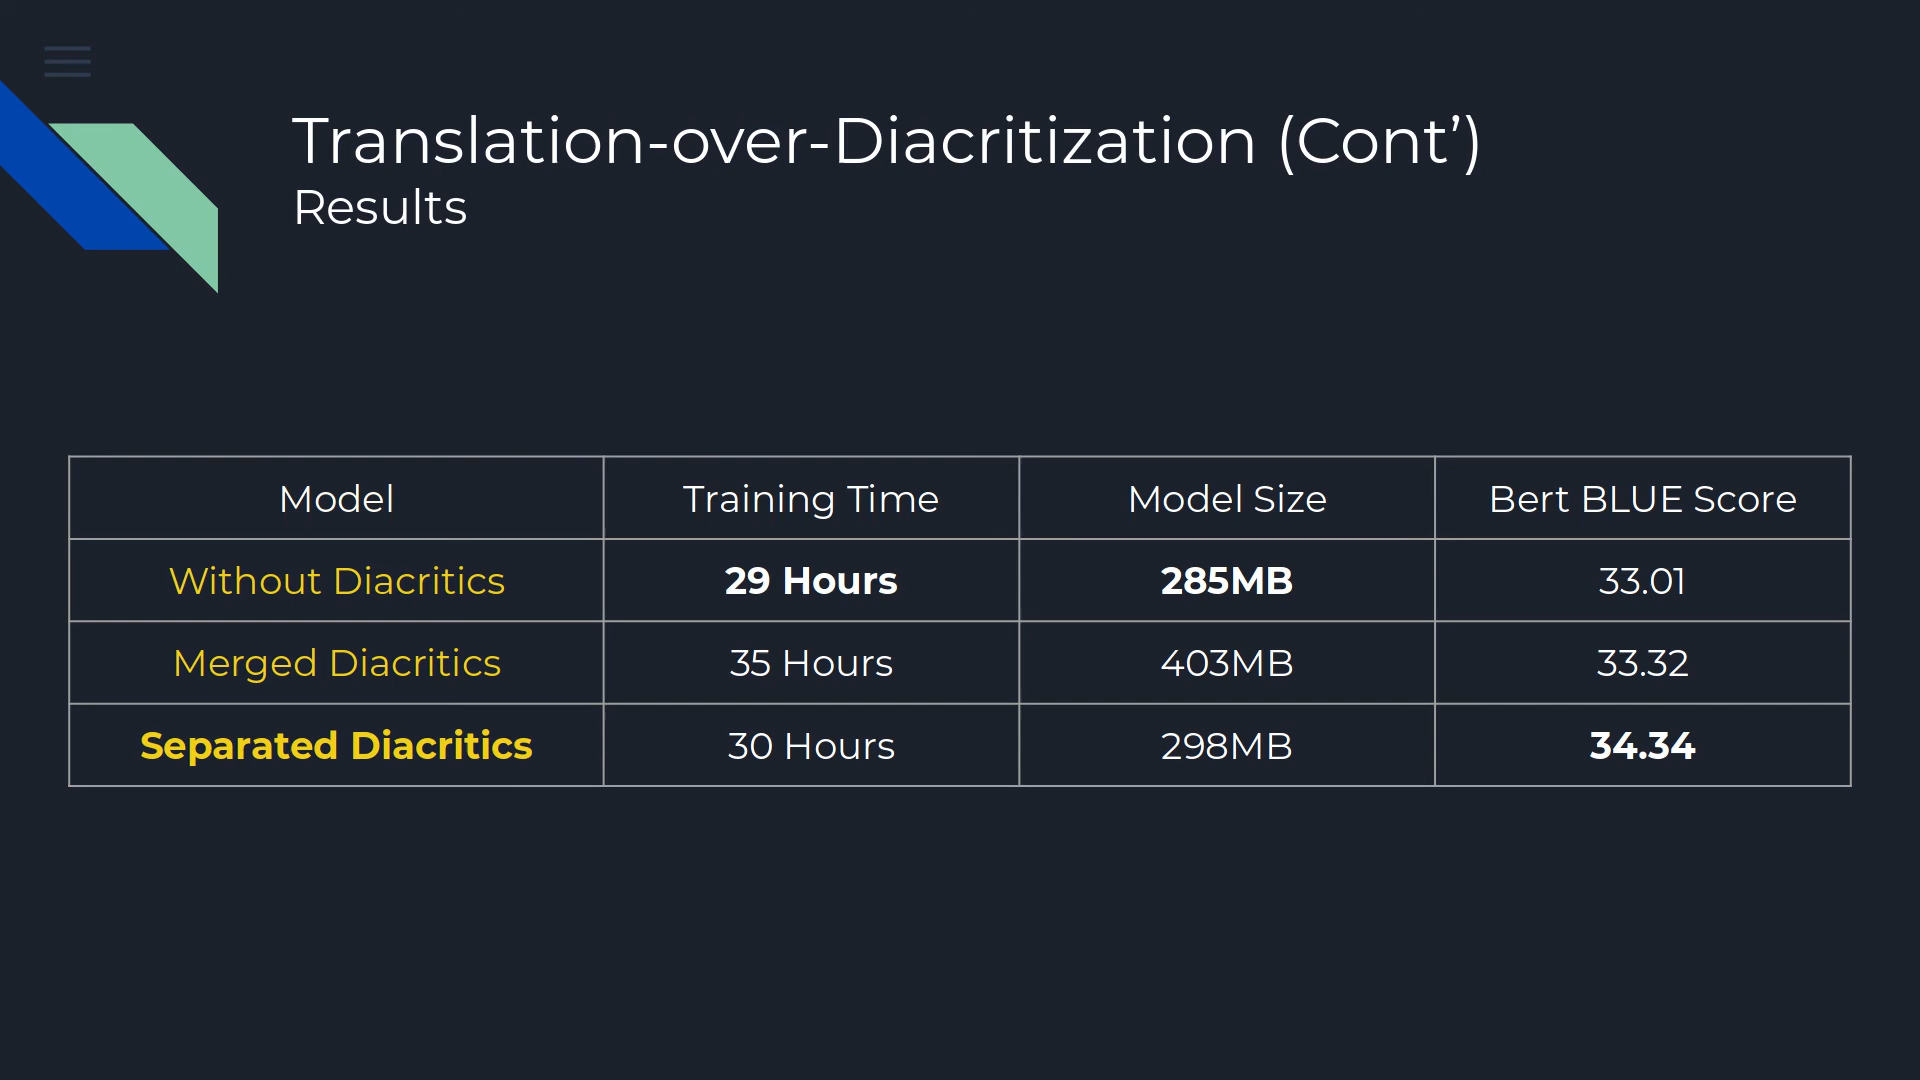 Translation-over-Diacritization (Cont’)
Results
Model Training Time Model Size Bert BLUE Score
Without Diacritics 29 Hours 285MB 33.01
Merged Diacritics 35 Hours 403MB 33.32
Separated Diacritics 30 Hours 298MB 34.34